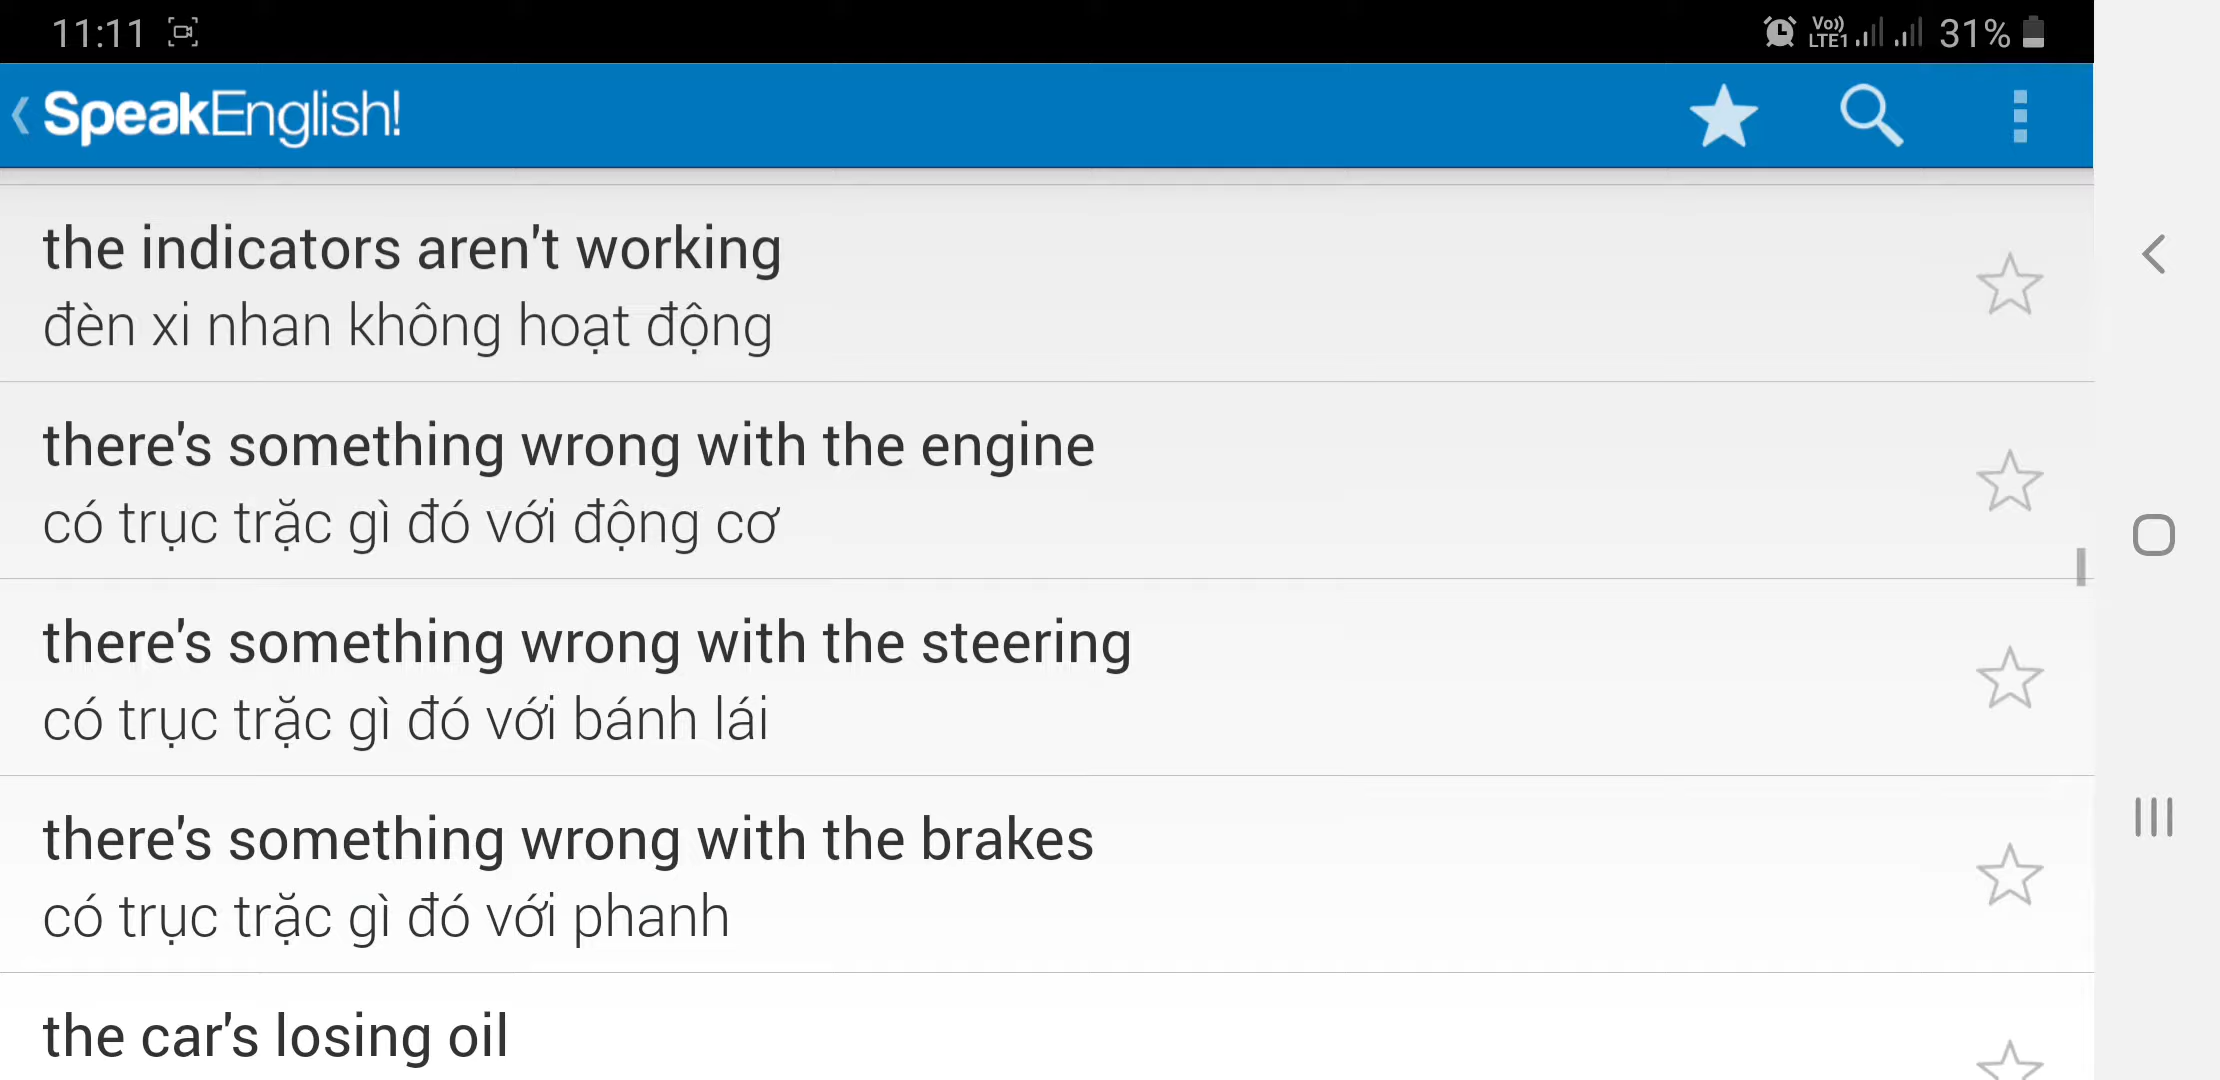 11:11 Vo)) LTE1 31%
SpeakEnglish!
the indicators aren't working
đèn xi nhan không hoạt động
there's something wrong with the engine
có trục trặc gì đó với động cơ
there's something wrong with the steering
có trục trặc gì đó với bánh lái
there's something wrong with the brakes
có trục trặc gì đó với phanh
the car's losing oil